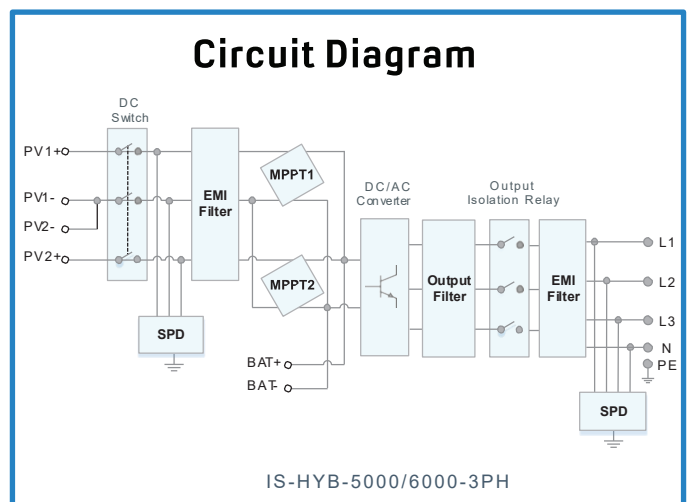 Circuit Diagram
DC
Switch
PV1+
PV1-
PV2-
PV2+
EMI
Filter
MPPT1
MPPT2
SPD
BAT+
BAT-
DC/AC
Converter
Output
Filter
Output
Isolation Relay
EMI
Filter
L1
L2
L3
N
PE
SPD
IS-HYB-5000/6000-3PH